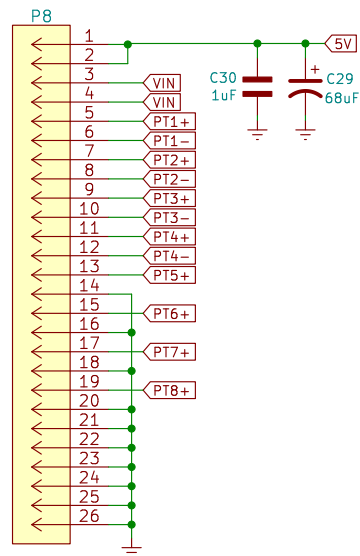 P8
1
5V
2
3 VIN
C30
1uF
+
C29
68uF
4 VIN
5 PT1+
6 PT1-
7 PT2+
8 PT2-
9 PT3+
10 PT3-
11 PT4+
12 PT4-
13 PT5+
14
15 PT6+
16
17 PT7+
18
19 PT8+
20
21
22
23
24
25
26